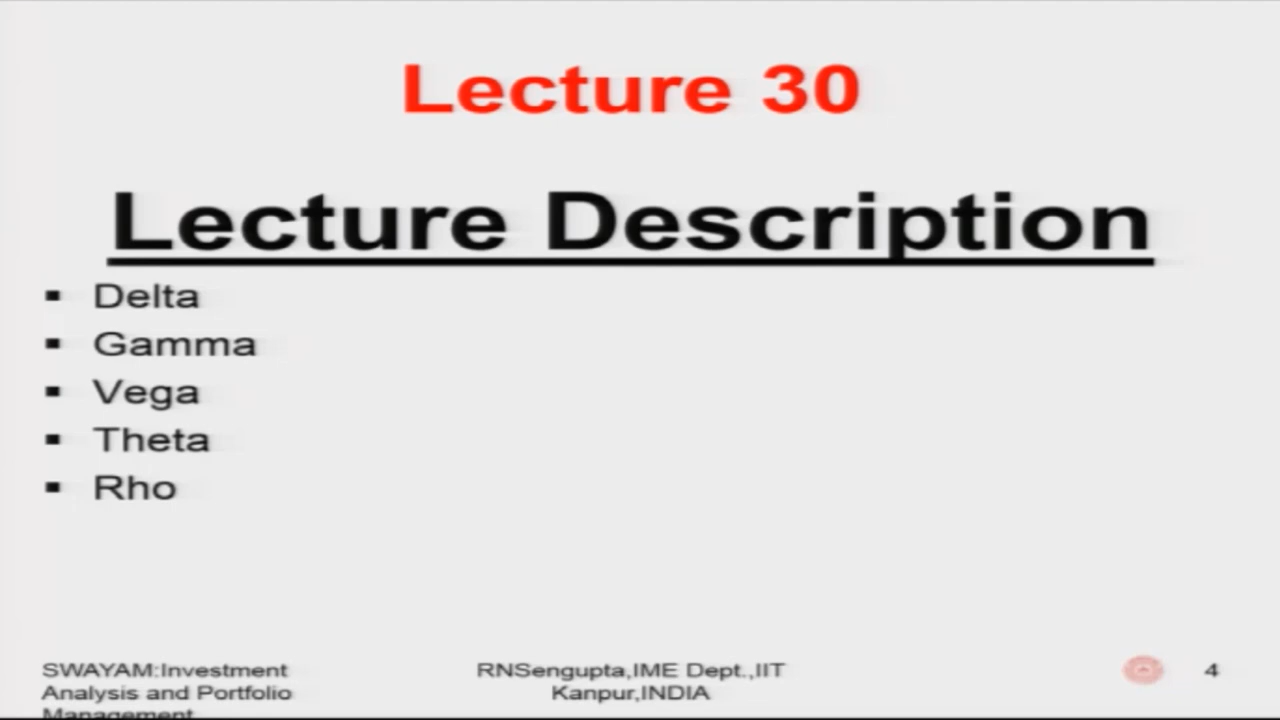 Lecture 30
Lecture Description
▪ Delta
▪ Gamma
▪ Vega
▪ Theta
▪ Rho
SWAYAM:Investment
Analysis and Portfolio
Management
RNSengupta,IME Dept.,IIT
Kanpur,INDIA
4